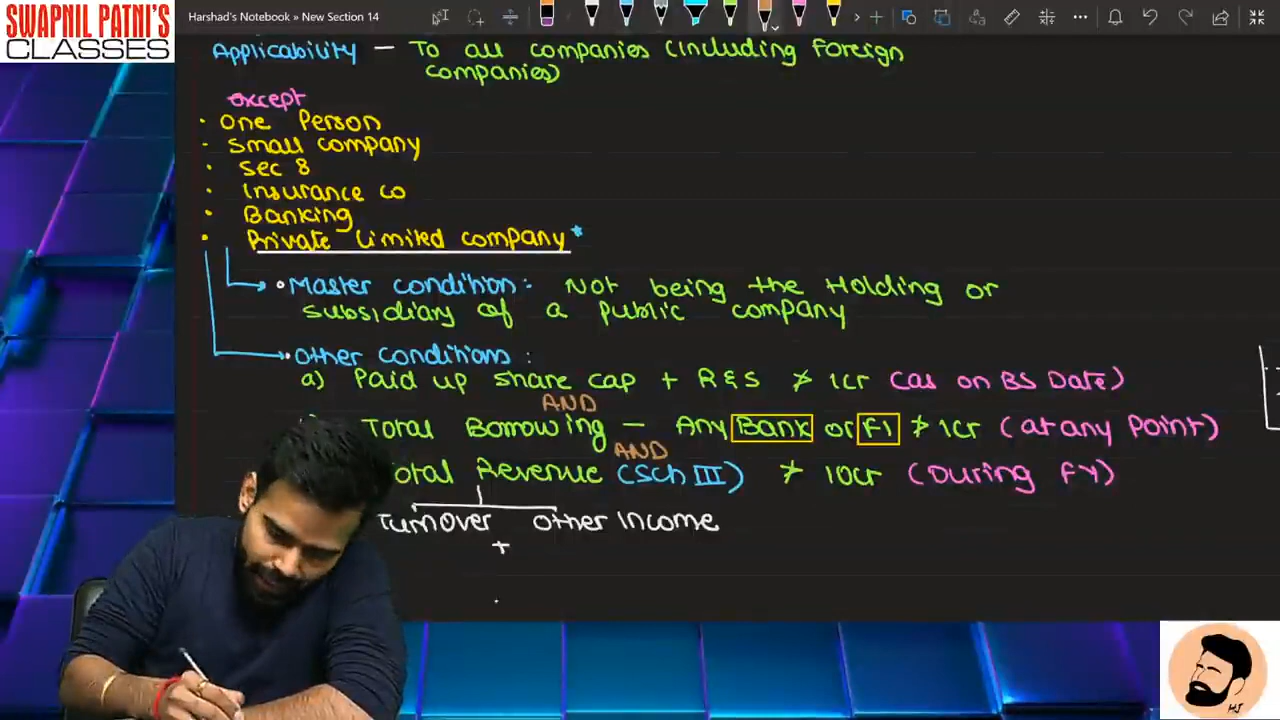 SWAPNIL PATNI'S
CLASSES
Harshad's Notebook » New Section 14
Applicability - To all companies (including Foreign
companies)
except
· One Person
· Small company
· Sec 8
· Insurance co
· Banking
· Private Limited company *
Master condition: Not being the Holding or
subsidiary of a Public company
Other conditions:
a) Paid up share cap + R&S ≯ 1cr (as on BS Date)
AND
Total Borrowing - Any Bank or FI ≯ 1cr (at any Point)
AND
otal Revenue (Sch III) ≯ 10cr (During FY)
Turnover other income
+
HJ